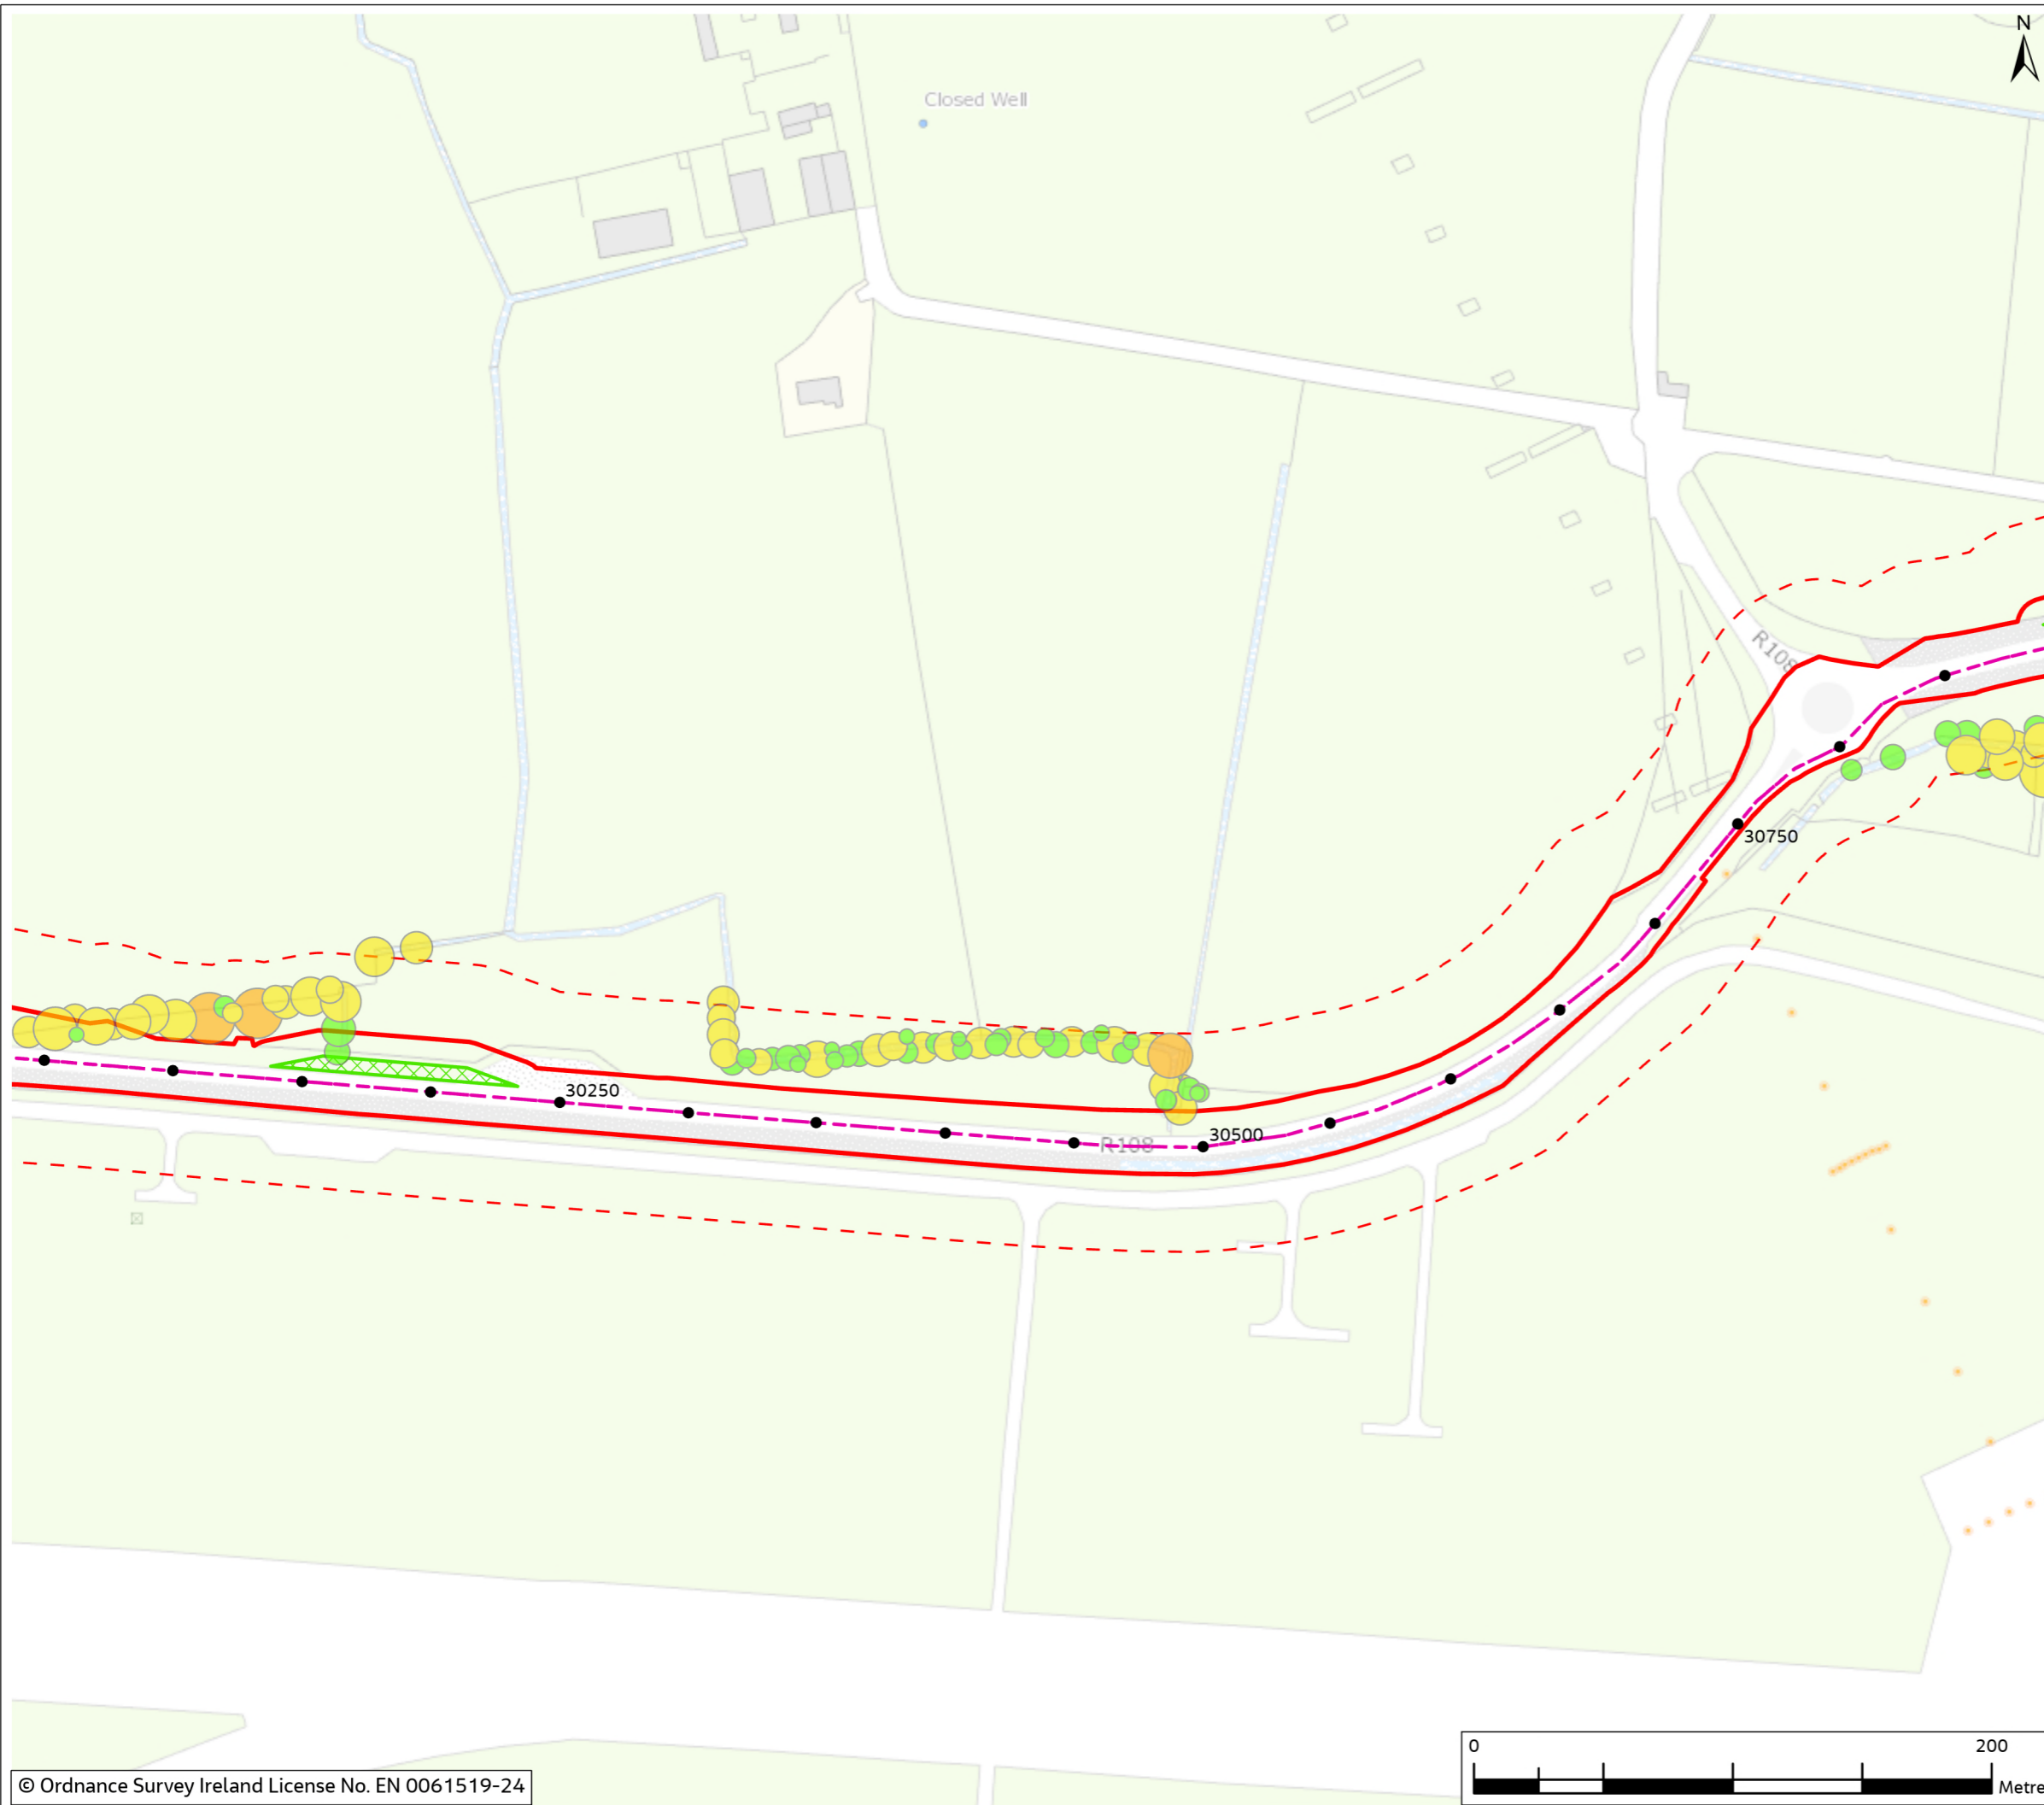 N
Closed Well
R108
30750
30250
30500
R108
0 200
Metre
© Ordnance Survey Ireland License No. EN 0061519-24